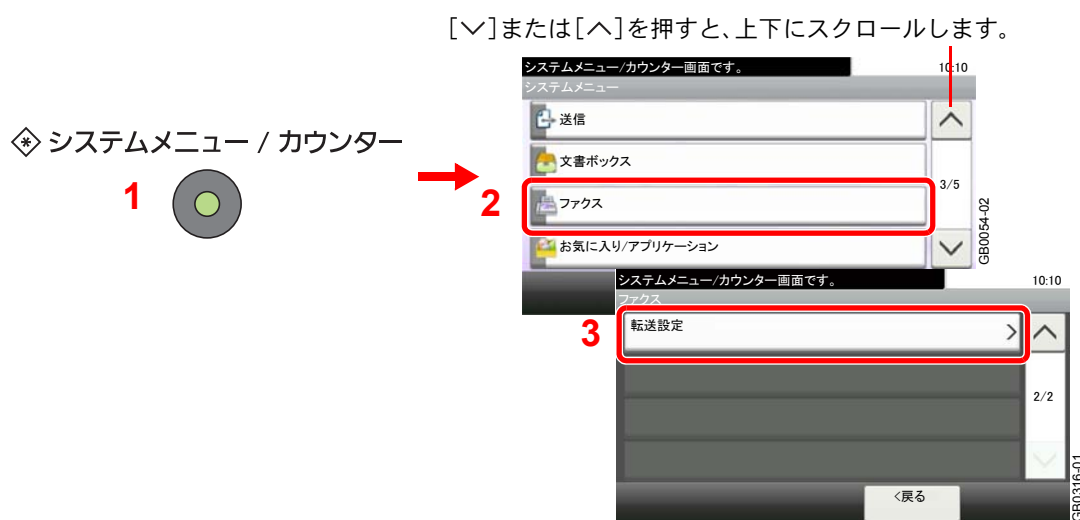 [∨]または[∧]を押すと、上下にスクロールします。
システムメニュー / カウンター
1
2
システムメニュー/カウンター画面です。
10:10
システムメニュー
送信
文書ボックス
ファクス
お気に入り/アプリケーション
3/5
GB0054-02
3
システムメニュー/カウンター画面です。
10:10
ファクス
転送設定
2/2
<戻る
GB0316-01